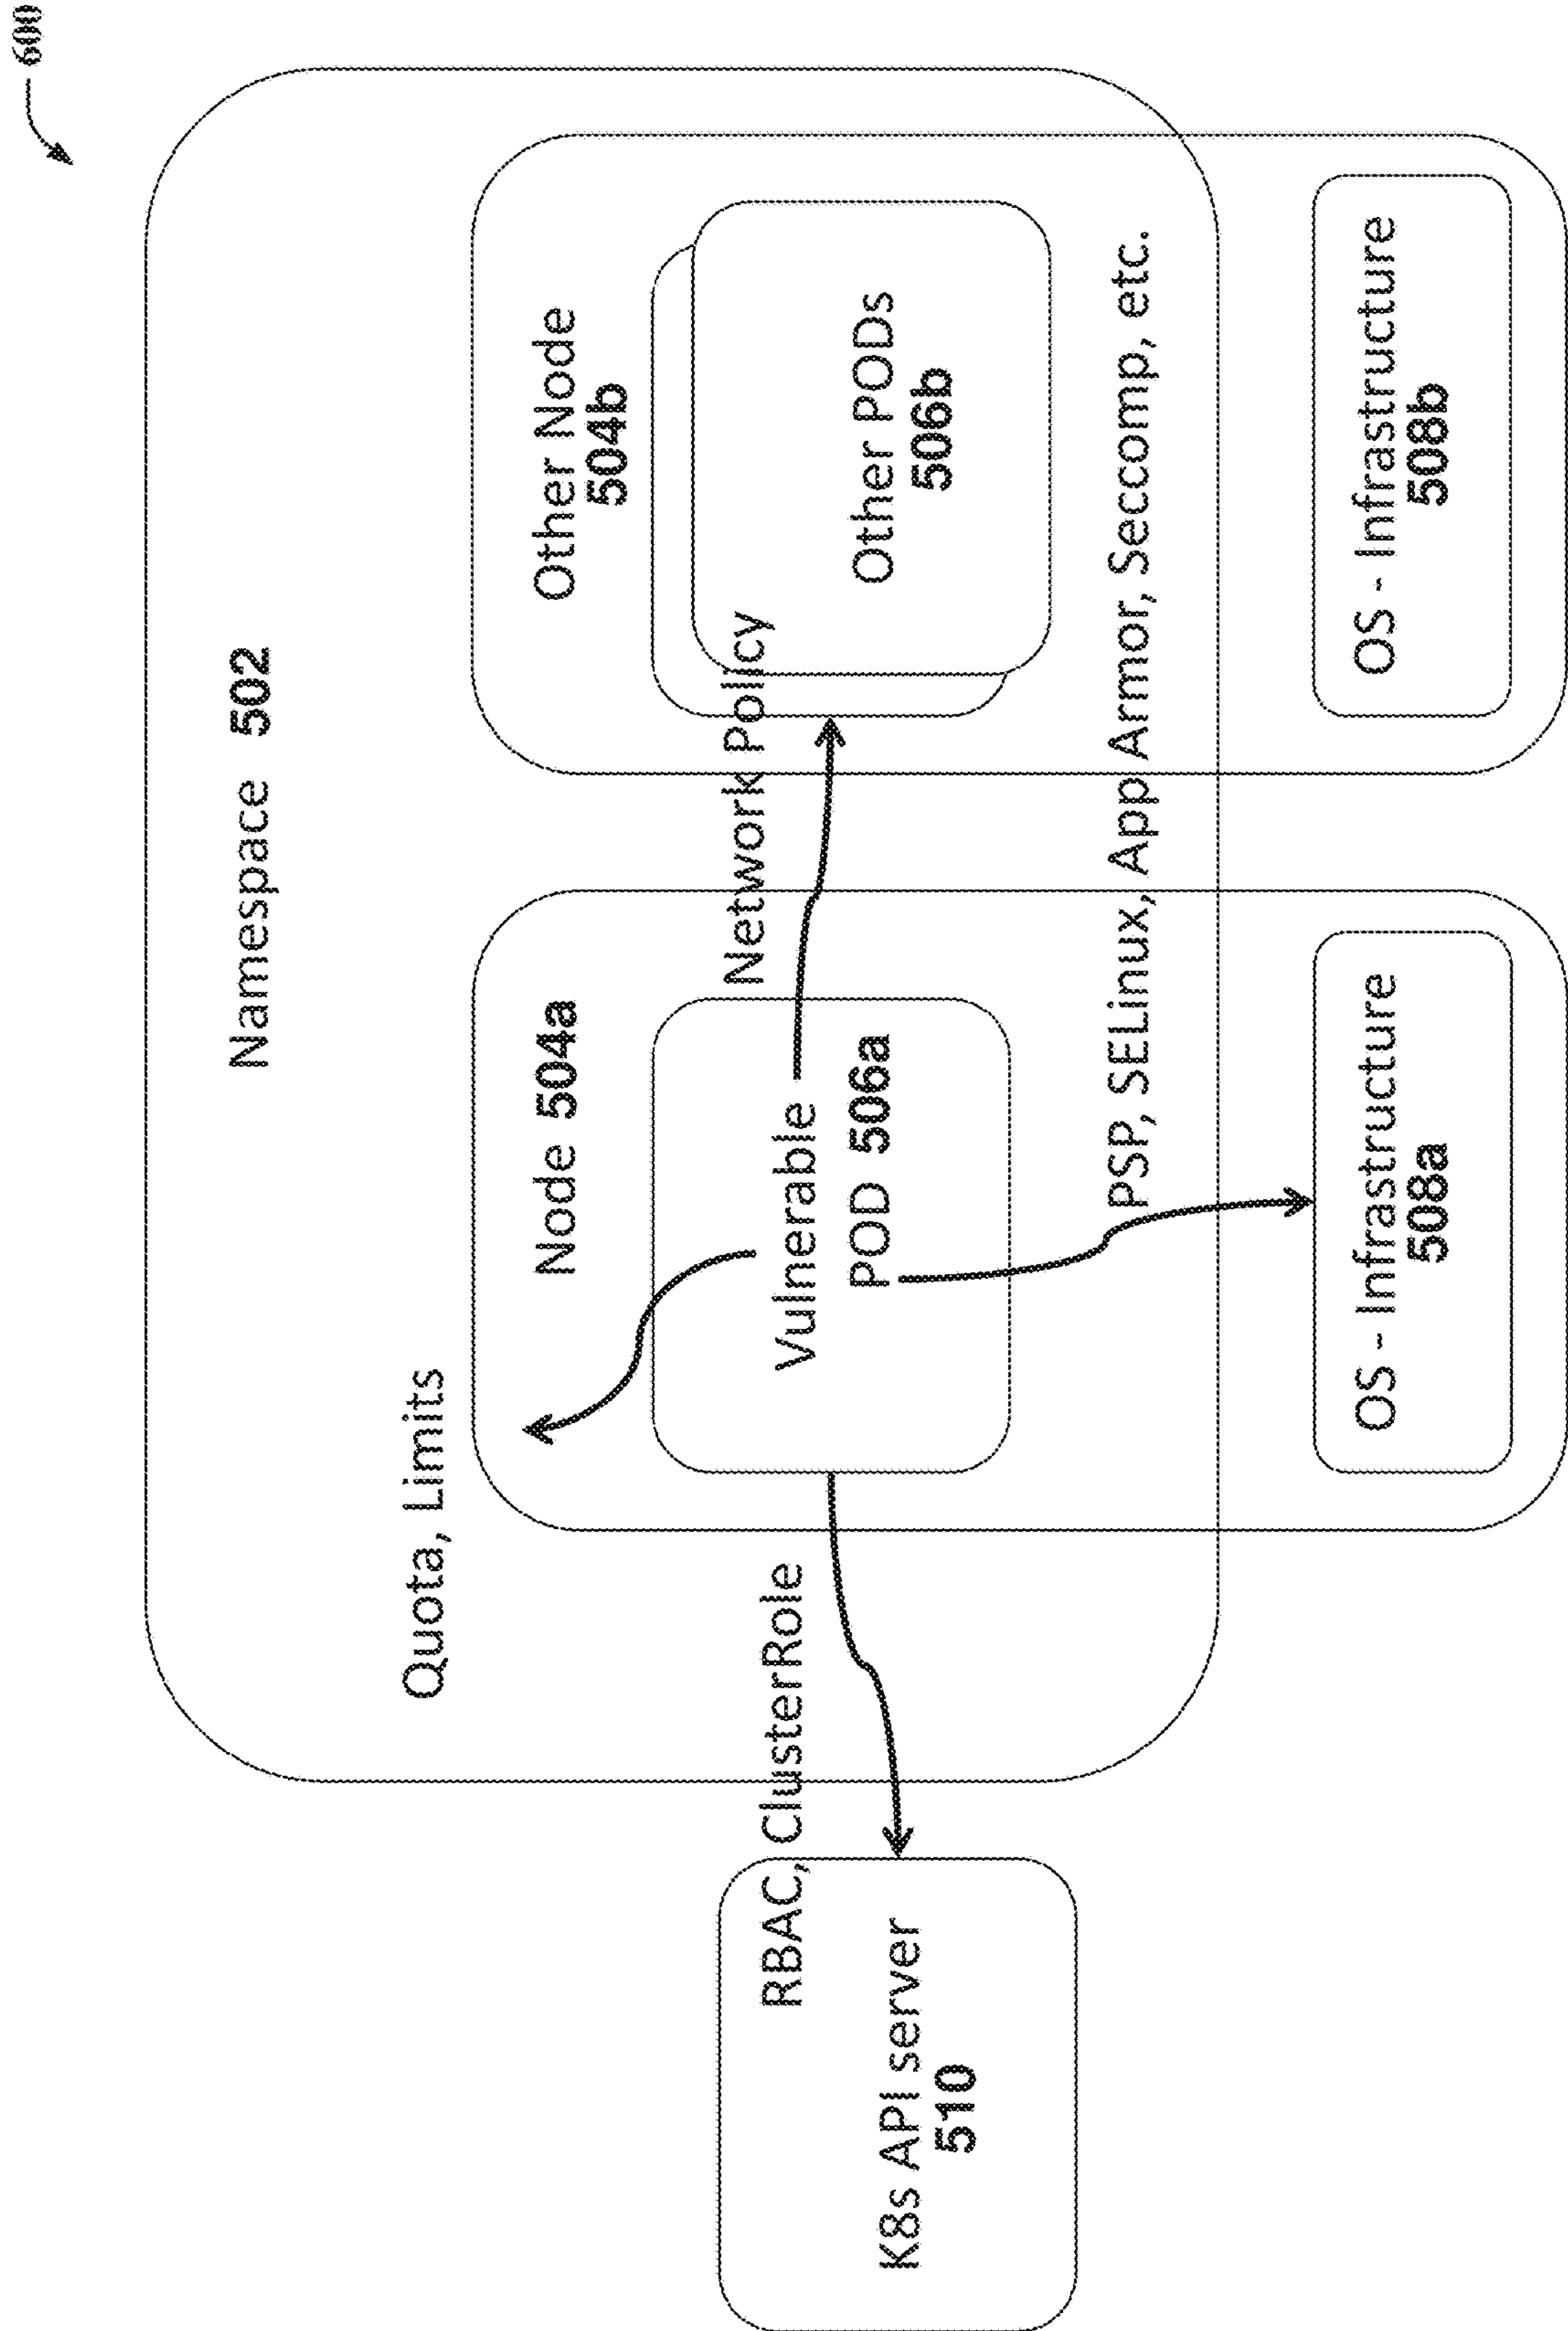 600
Namespace 502
Quota, Limits
Node 504a
Other Node
504b
Network Policy
RBAC, ClusterRole
Vulnerable
POD 506a
Other PODs
506b
K8s API server
510
PSP, SELinux, App Armor, Seccomp, etc.
OS - Infrastructure
508a
OS - Infrastructure
508b